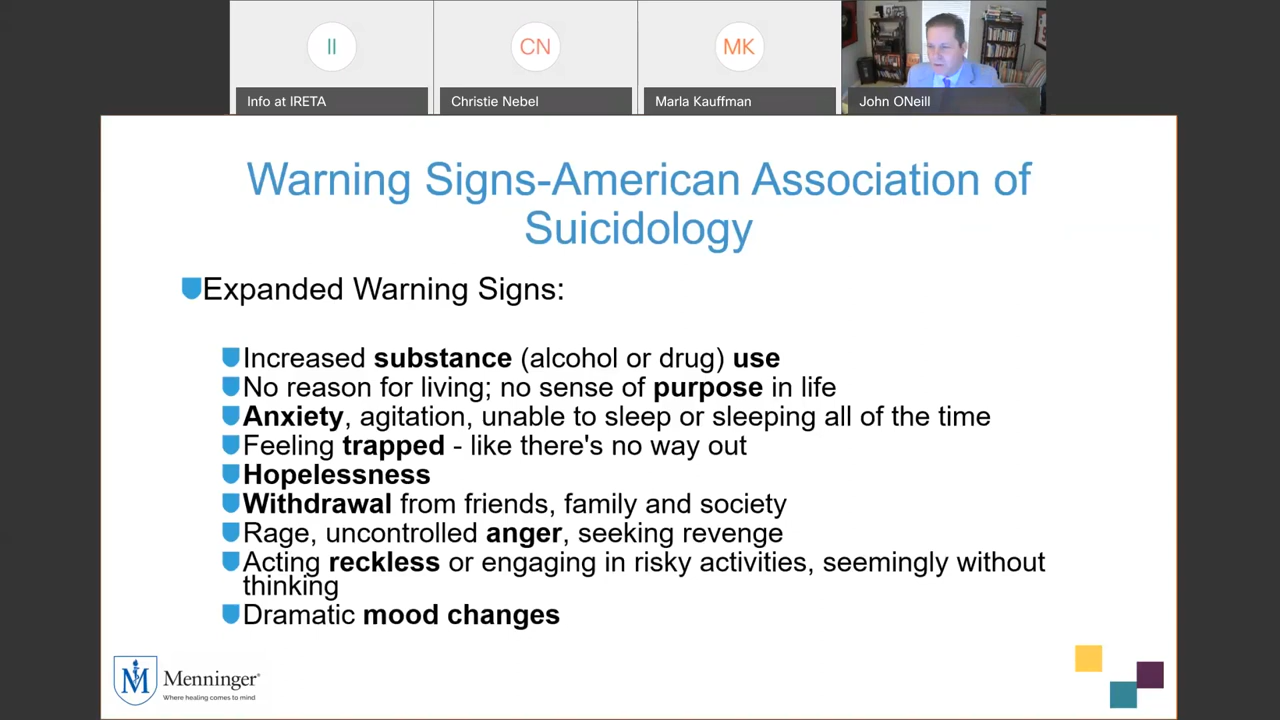 II
CN
MK
Info at IRETA
Christie Nebel
Marla Kauffman
John ONeill
Warning Signs-American Association of
Suicidology
Expanded Warning Signs:
Increased substance (alcohol or drug) use
No reason for living; no sense of purpose in life
Anxiety, agitation, unable to sleep or sleeping all of the time
Feeling trapped - like there's no way out
Hopelessness
Withdrawal from friends, family and society
Rage, uncontrolled anger, seeking revenge
Acting reckless or engaging in risky activities, seemingly without
thinking
Dramatic mood changes
M
Menninger®
Where healing comes to mind